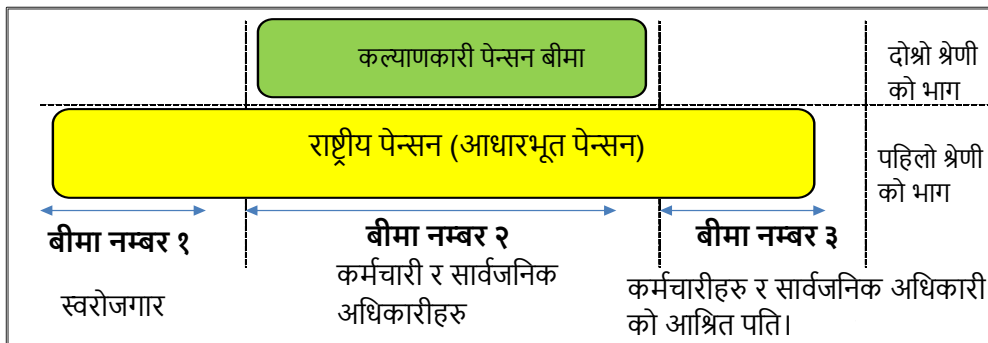 कल्याणकारी पेन्सन बीमा
दोश्रो श्रेणी
को भाग
राष्ट्रीय पेन्सन (आधारभूत पेन्सन)
पहिलो श्रेणी
को भाग
बीमा नम्बर १
बीमा नम्बर २
बीमा नम्बर ३
स्वरोजगार
कर्मचारी र सार्वजनिक
अधिकारीहरु
कर्मचारीहरु र सार्वजनिक अधिकारी
को आश्रित पति।